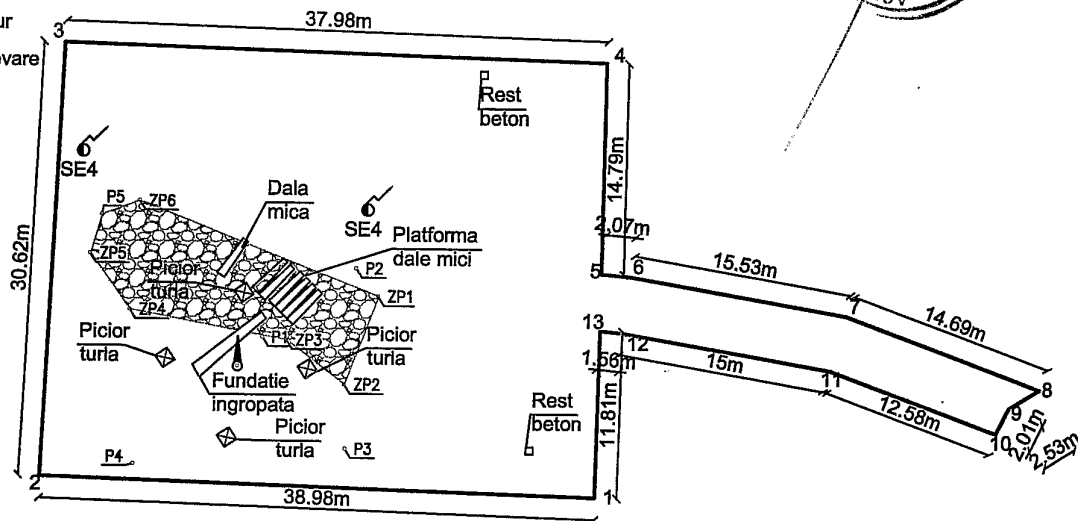 37.98m
3
4
Rest
beton
SE4
14.79m
P5
ZP6
Dala
mica
SE4
2.07m
Platforma
dale mici
30.62m
ZP5
Picior
turla
P2
5
6
15.53m
ZP4
ZP1
7
14.69m
Picior
turla
P1
ZP3
Picior
turla
13
12
1.56m
15m
11
Fundatie
ingropata
ZP2
8
12.58m
9
Rest
beton
11.81m
10
2.01m
2.53m
Picior
turla
P4
P3
2
38.98m
1